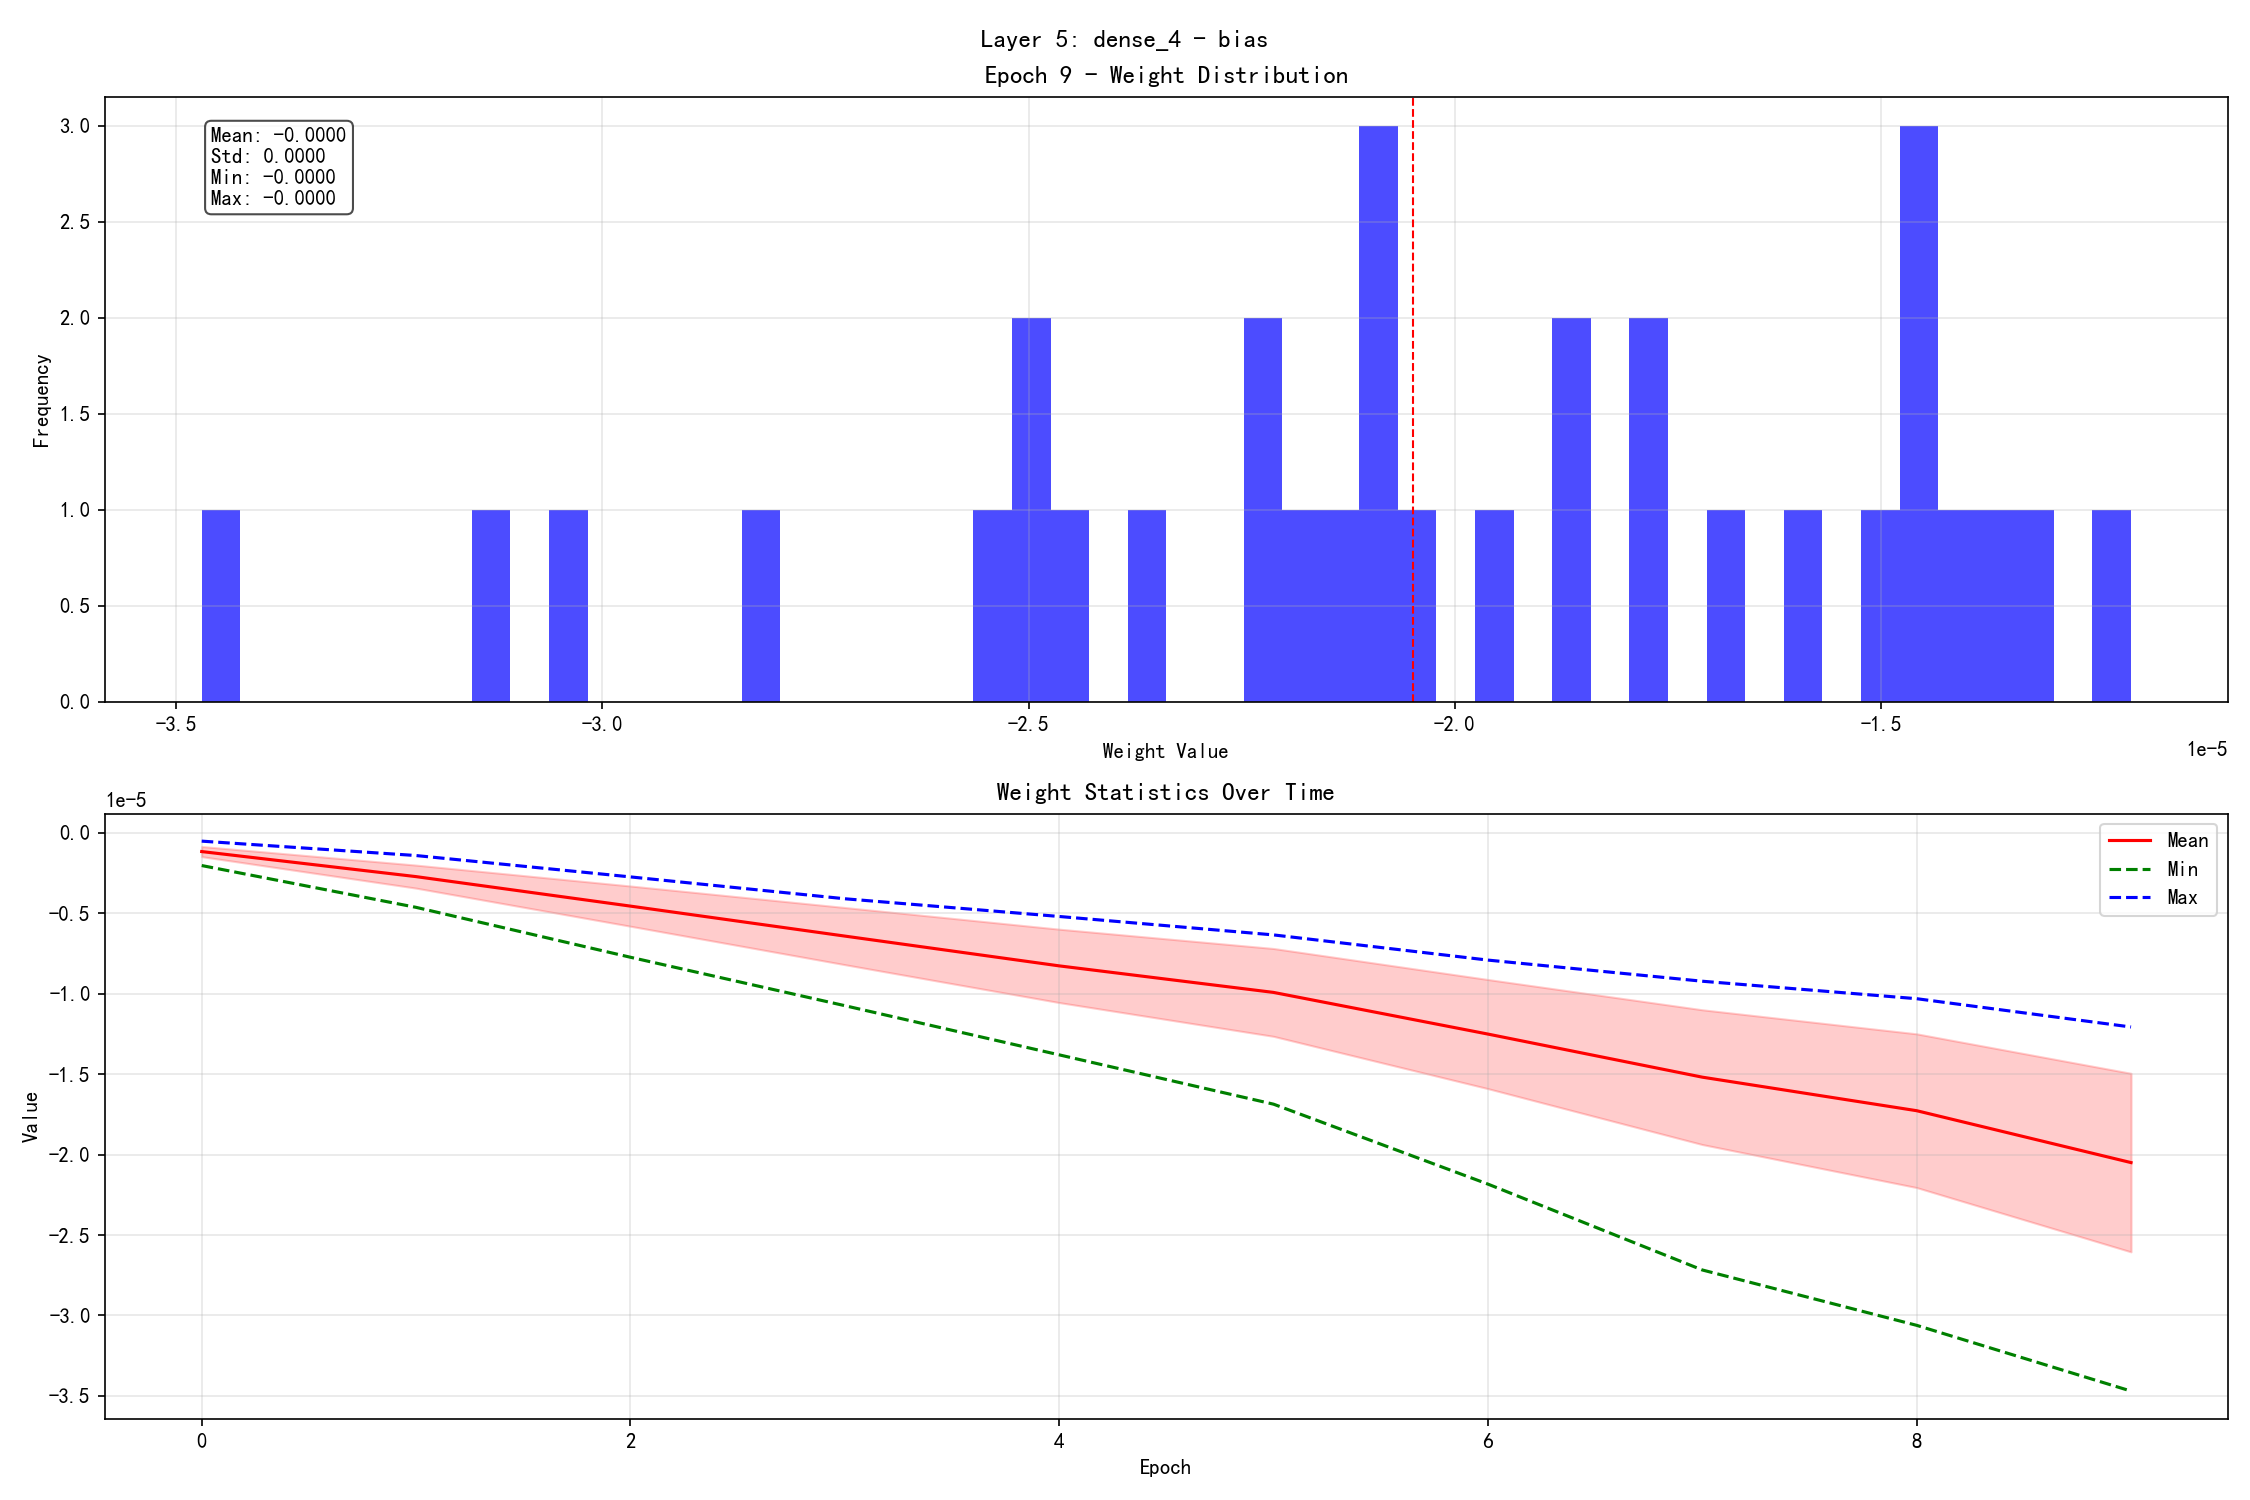 Layer 5: dense_4 - bias
Epoch 9 - Weight Distribution
Mean: -0.0000
Std: 0.0000
Min: -0.0000
Max: -0.0000
3.0
2.5
2.0
1.5
1.0
0.5
0.0
Frequency
-3.5 -3.0 -2.5 -2.0 -1.5
1e-5
Weight Value
Weight Statistics Over Time
1e-5
Mean
Min
Max
0.0
-0.5
-1.0
-1.5
-2.0
-2.5
-3.0
-3.5
Value
0 2 4 6 8
Epoch